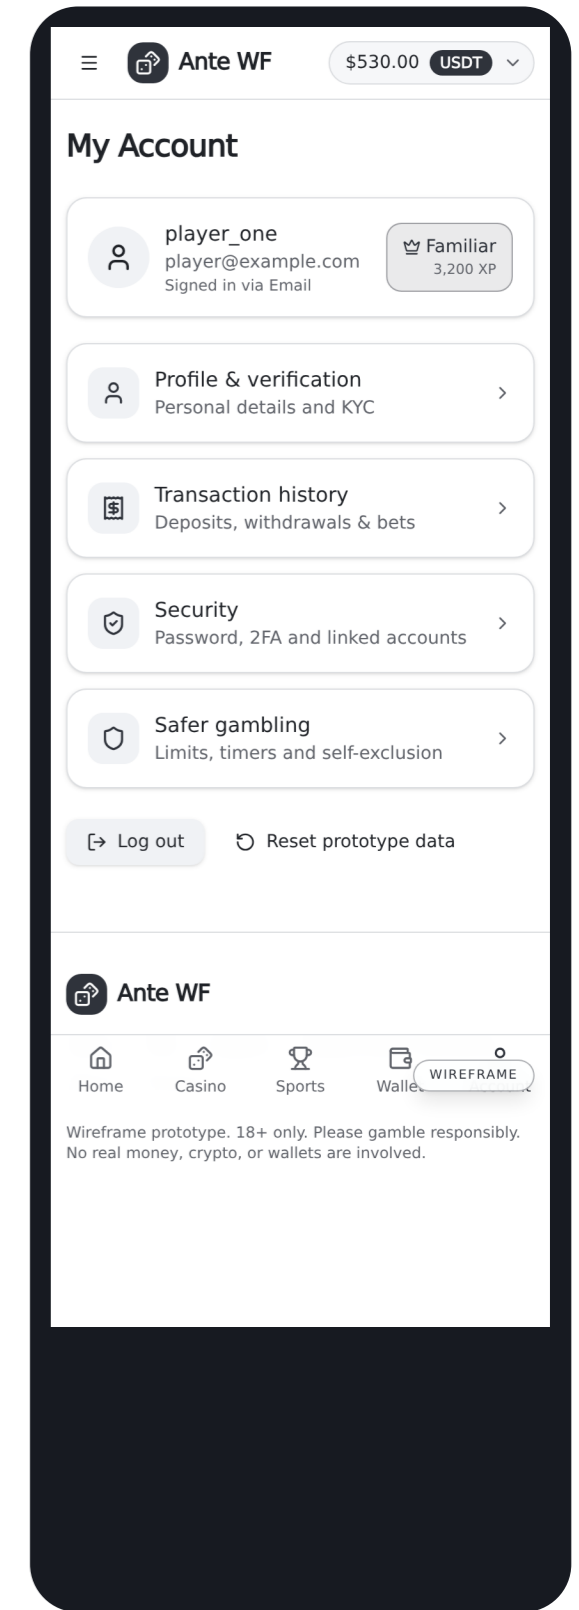 Ante WF
$530.00 USDT
My Account
player_one
player@example.com
Signed in via Email
Familiar
3,200 XP
Profile & verification
Personal details and KYC
Transaction history
Deposits, withdrawals & bets
Security
Password, 2FA and linked accounts
Safer gambling
Limits, timers and self-exclusion
Log out
Reset prototype data
Ante WF
Home
Casino
Sports
WIREFRAME
Wireframe prototype. 18+ only. Please gamble responsibly.
No real money, crypto, or wallets are involved.